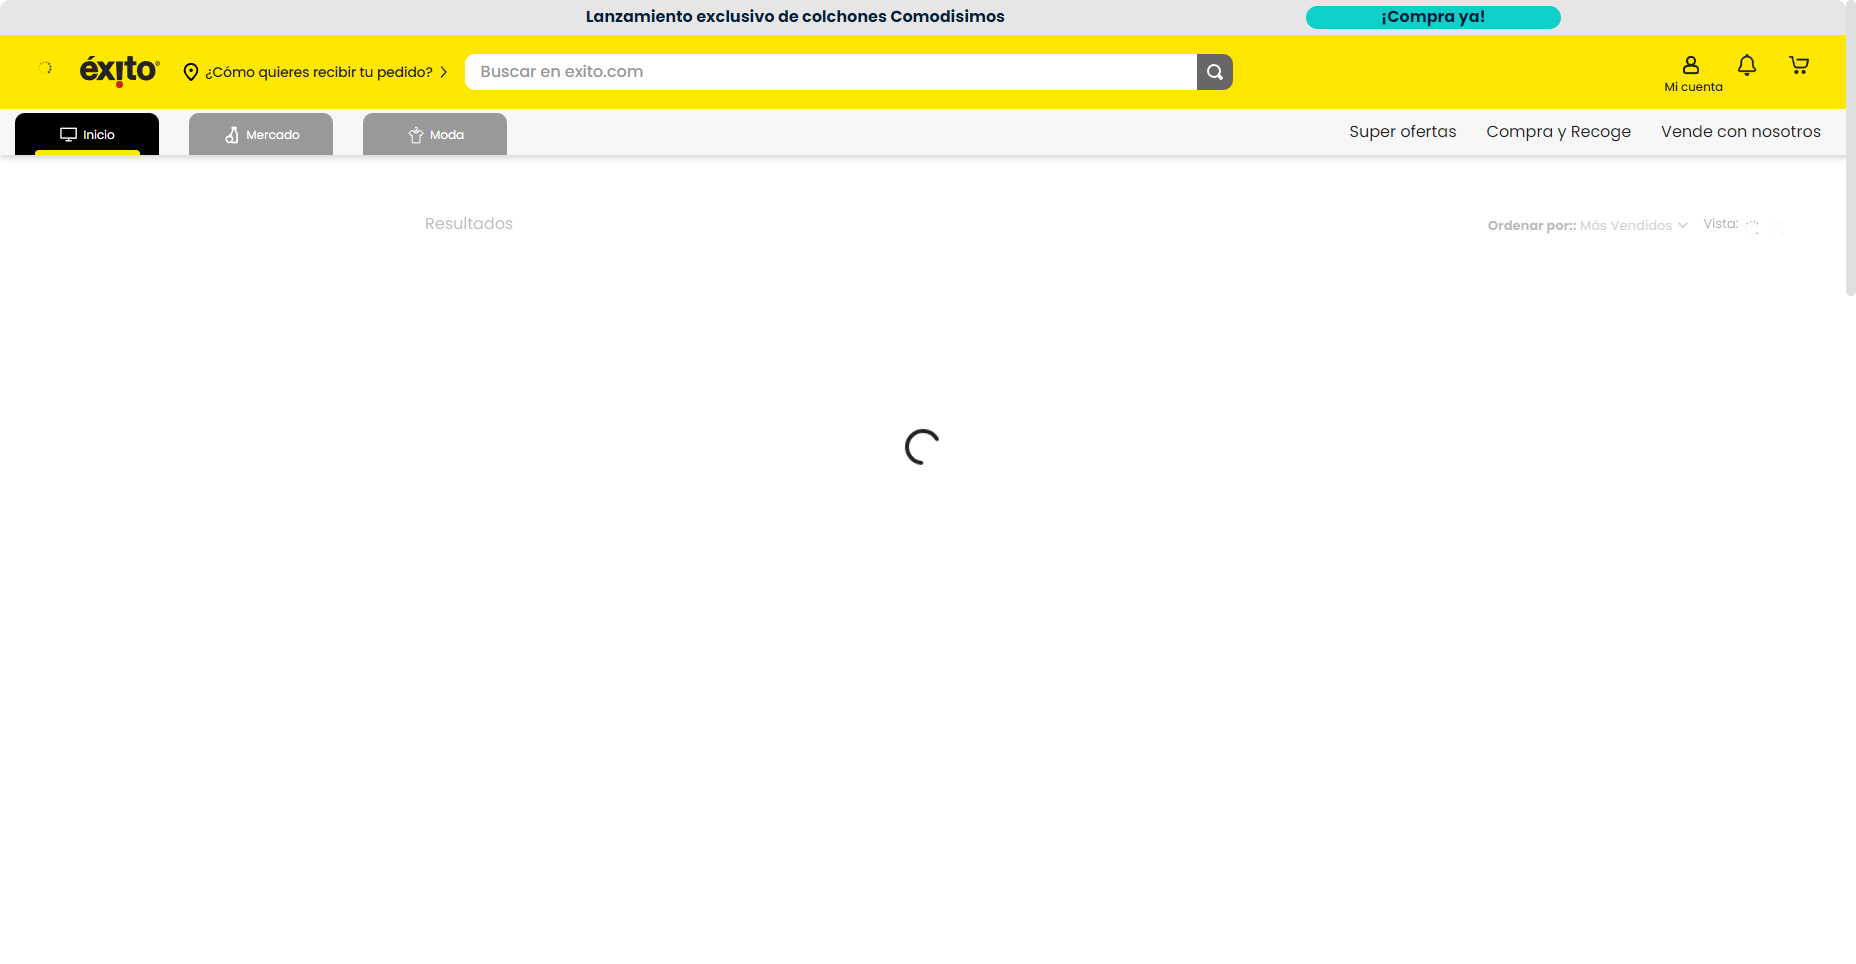 Lanzamiento exclusivo de colchones Comodisimos
¡Compra ya!
éxito
¿Cómo quieres recibir tu pedido?
Buscar en exito.com
Mi cuenta
Inicio
Mercado
Moda
Super ofertas
Compra y Recoge
Vende con nosotros
Resultados
Ordenar por:: Más Vendidos
Vista: